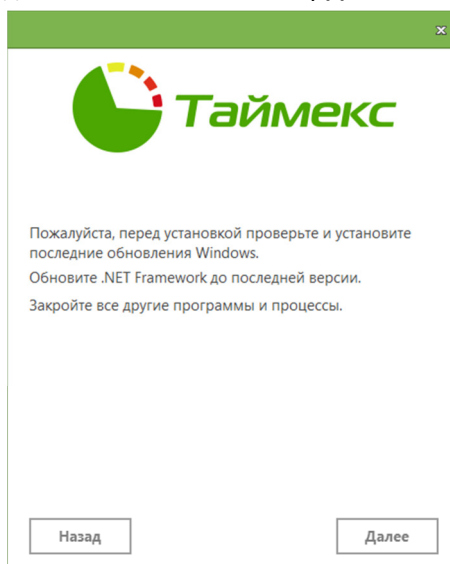 Таймекс
Пожалуйста, перед установкой проверьте и установите
последние обновления Windows.
Обновите .NET Framework до последней версии.
Закройте все другие программы и процессы.
Назад
Далее